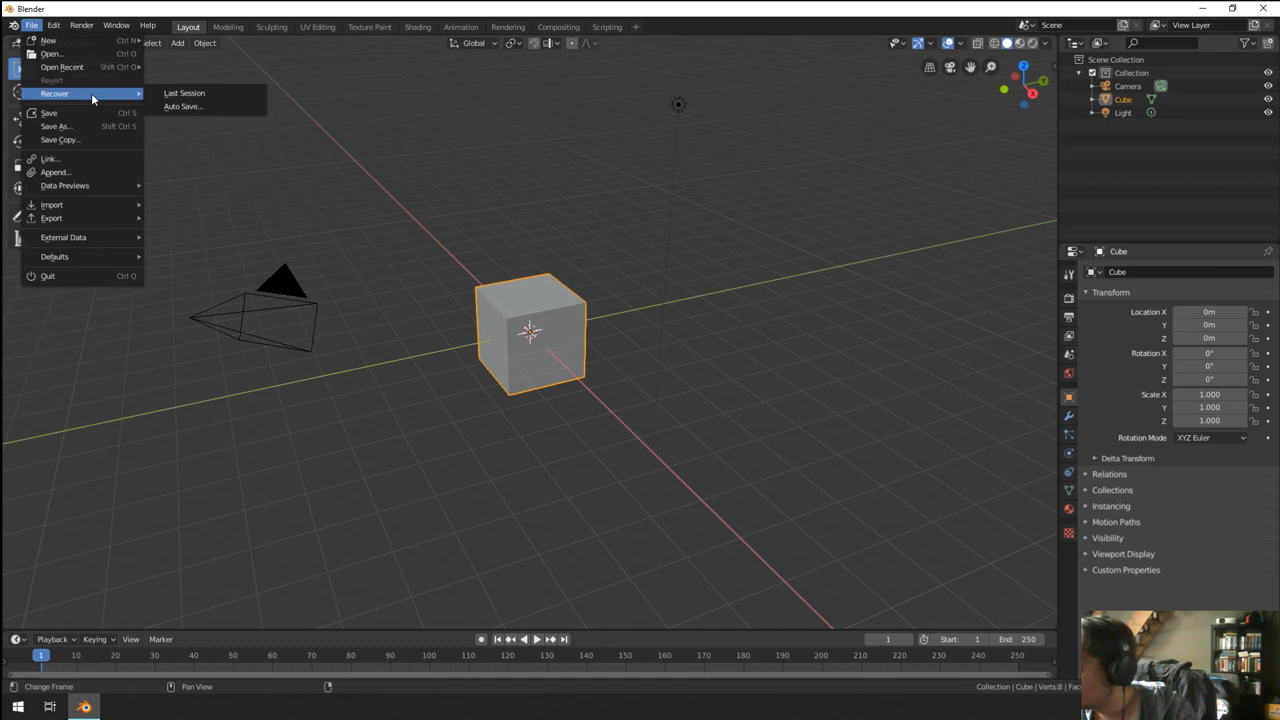 Blender
File Edit Render Window Help Layout Modeling Sculpting UV Editing Texture Paint Shading Animation Rendering Compositing Scripting + Scene View Layer
New Ctrl N
Open... Ctrl O
Open Recent Shift Ctrl O
Revert
Recover
Save Ctrl S
Save As... Shift Ctrl S
Save Copy...
Link...
Append...
Data Previews
Import
Export
External Data
Defaults
Quit Ctrl Q
Last Session
Auto Save...
Select Add Object Global
X
Y
Z
Scene Collection
Collection
Camera
Cube
Light
Cube
Cube
Transform
Location X 0m
Y 0m
Z 0m
Rotation X 0°
Y 0°
Z 0°
Scale X 1.000
Y 1.000
Z 1.000
Rotation Mode XYZ Euler
Delta Transform
Relations
Collections
Instancing
Motion Paths
Visibility
Viewport Display
Custom Properties
Playback Keying View Marker 1 Start: 1 End: 250
1 10 20 30 40 50 60 70 80 90 100 110 120 130 140 150 160 170 180 190 200 210 220 230 240 250
Change Frame Pan View Collection | Cube | Verts:8 |